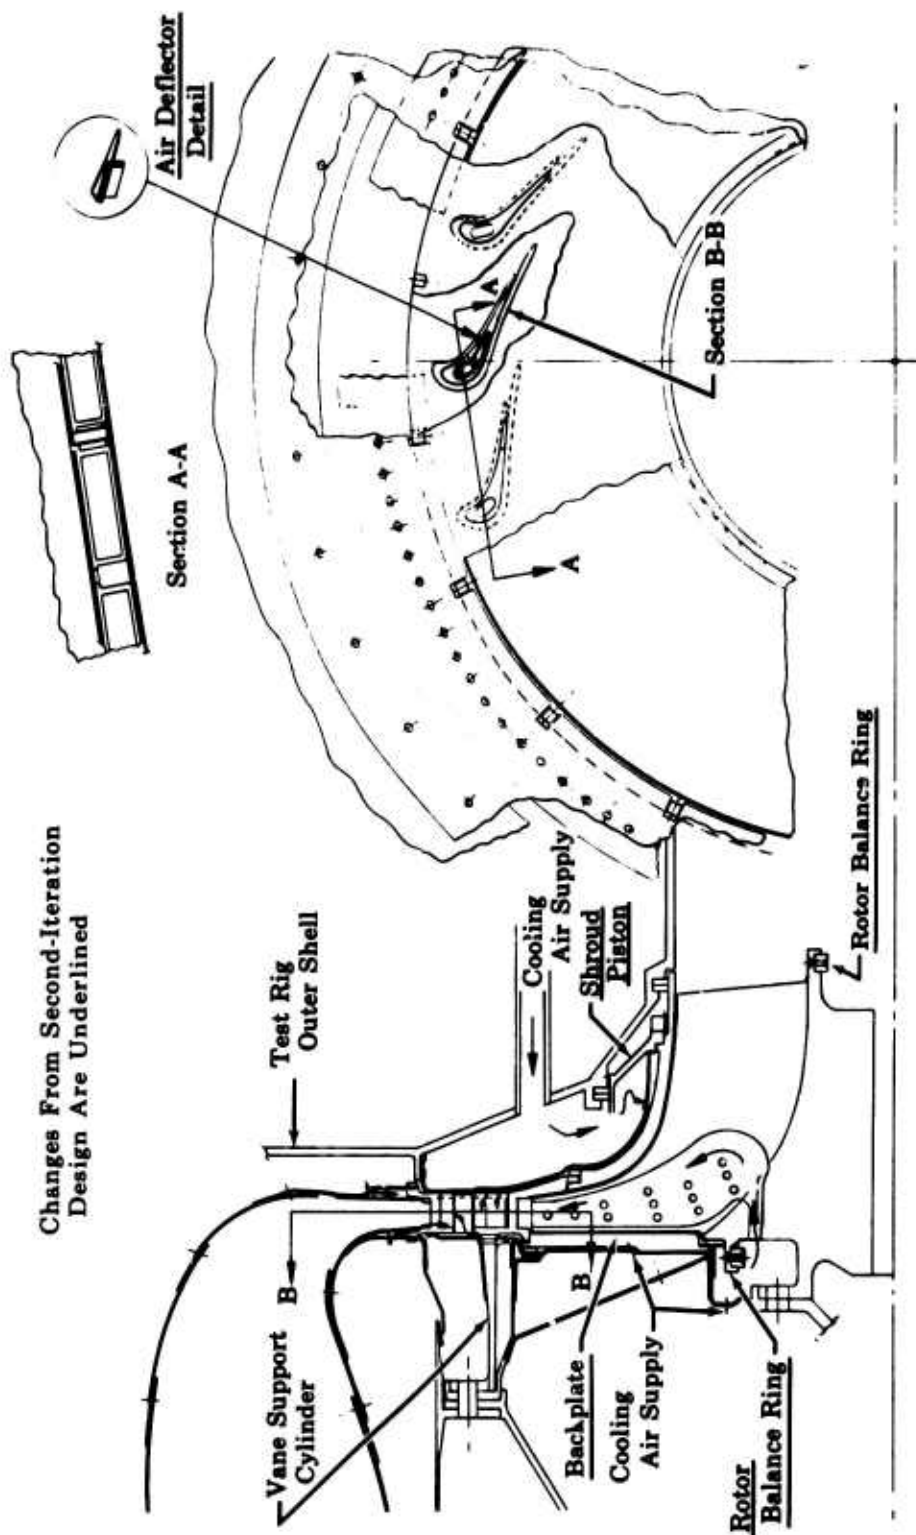 Changes From Second-Iteration
Design Are Underlined
Test Rig
Outer Shell
Cooling
Air Supply
Shroud
Piston
Rotor Balance Ring
B
B
Vane Support
Cylinder
Backplate
Cooling
Air Supply
Rotor
Balance Ring
Section A-A
Air Deflector
Detail
A
A
Section B-B